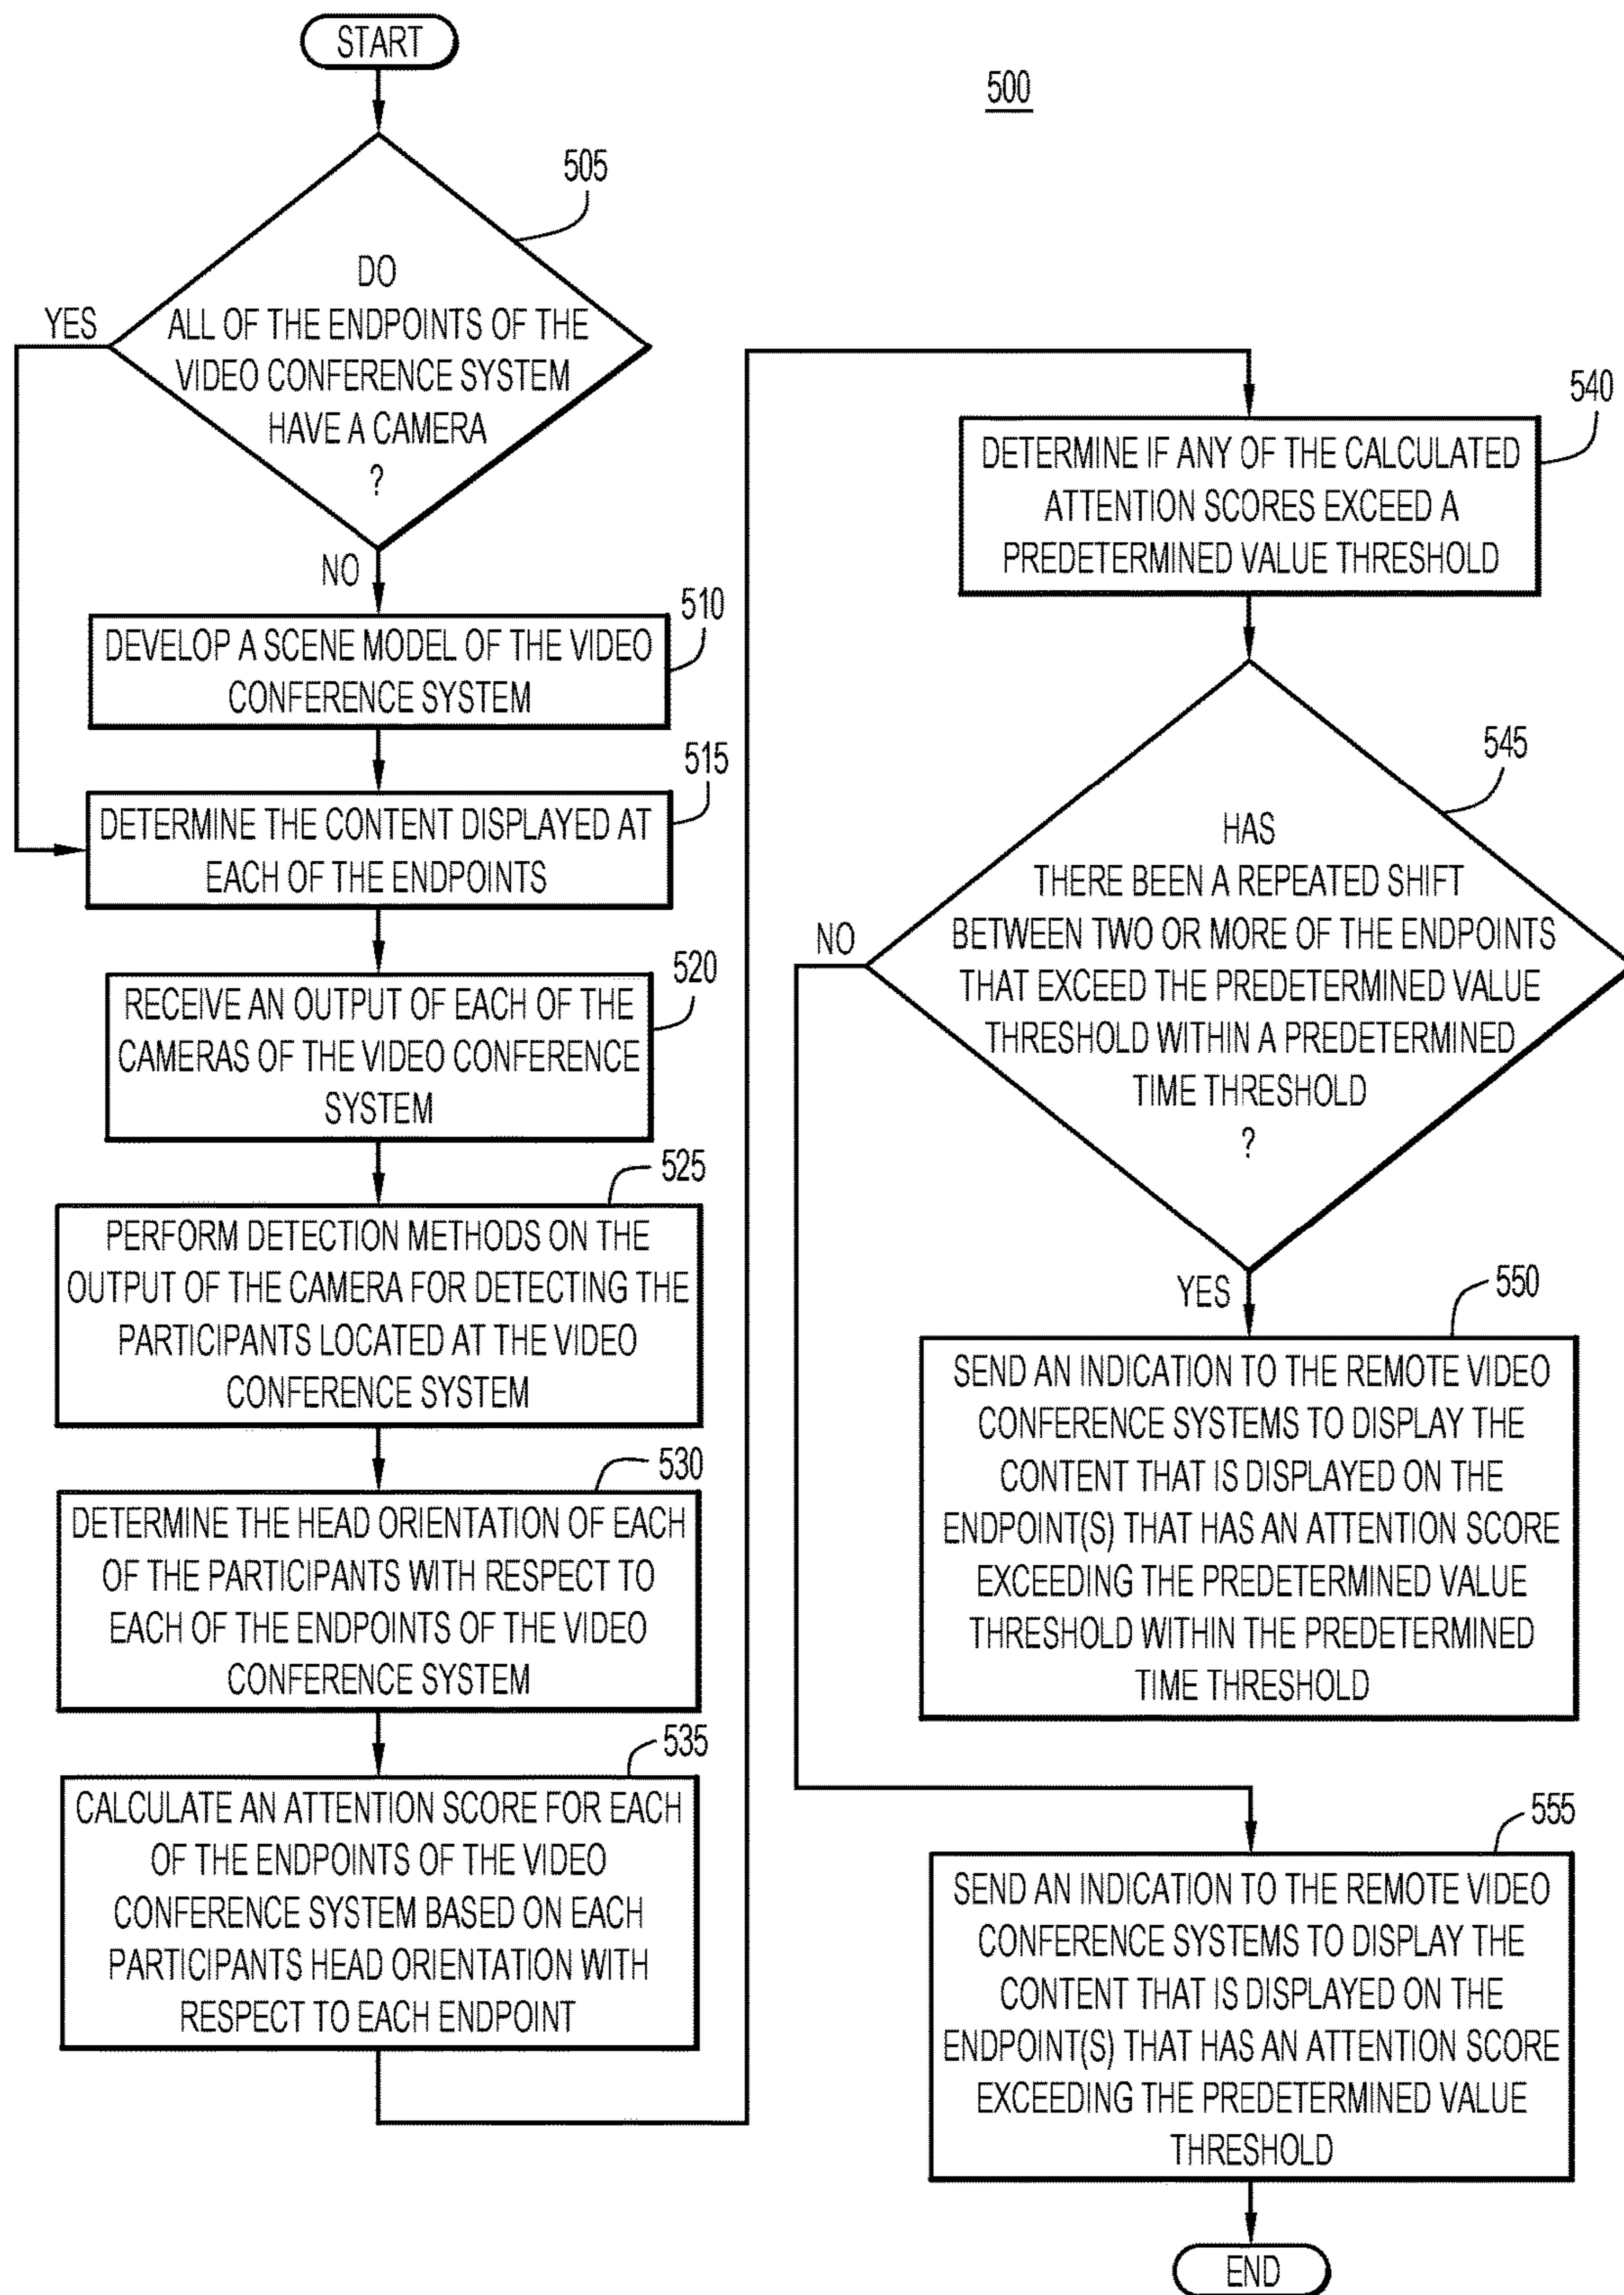 START
500
505
DO
ALL OF THE ENDPOINTS OF THE
VIDEO CONFERENCE SYSTEM
HAVE A CAMERA
?
YES
NO
510
DEVELOP A SCENE MODEL OF THE VIDEO
CONFERENCE SYSTEM
515
DETERMINE THE CONTENT DISPLAYED AT
EACH OF THE ENDPOINTS
520
RECEIVE AN OUTPUT OF EACH OF THE
CAMERAS OF THE VIDEO CONFERENCE
SYSTEM
525
PERFORM DETECTION METHODS ON THE
OUTPUT OF THE CAMERA FOR DETECTING THE
PARTICIPANTS LOCATED AT THE VIDEO
CONFERENCE SYSTEM
530
DETERMINE THE HEAD ORIENTATION OF EACH
OF THE PARTICIPANTS WITH RESPECT TO
EACH OF THE ENDPOINTS OF THE VIDEO
CONFERENCE SYSTEM
535
CALCULATE AN ATTENTION SCORE FOR EACH
OF THE ENDPOINTS OF THE VIDEO
CONFERENCE SYSTEM BASED ON EACH
PARTICIPANTS HEAD ORIENTATION WITH
RESPECT TO EACH ENDPOINT
540
DETERMINE IF ANY OF THE CALCULATED
ATTENTION SCORES EXCEED A
PREDETERMINED VALUE THRESHOLD
545
HAS
THERE BEEN A REPEATED SHIFT
BETWEEN TWO OR MORE OF THE ENDPOINTS
THAT EXCEED THE PREDETERMINED VALUE
THRESHOLD WITHIN A PREDETERMINED
TIME THRESHOLD
?
NO
YES
550
SEND AN INDICATION TO THE REMOTE VIDEO
CONFERENCE SYSTEMS TO DISPLAY THE
CONTENT THAT IS DISPLAYED ON THE
ENDPOINT(S) THAT HAS AN ATTENTION SCORE
EXCEEDING THE PREDETERMINED VALUE
THRESHOLD WITHIN THE PREDETERMINED
TIME THRESHOLD
555
SEND AN INDICATION TO THE REMOTE VIDEO
CONFERENCE SYSTEMS TO DISPLAY THE
CONTENT THAT IS DISPLAYED ON THE
ENDPOINT(S) THAT HAS AN ATTENTION SCORE
EXCEEDING THE PREDETERMINED VALUE
THRESHOLD
END